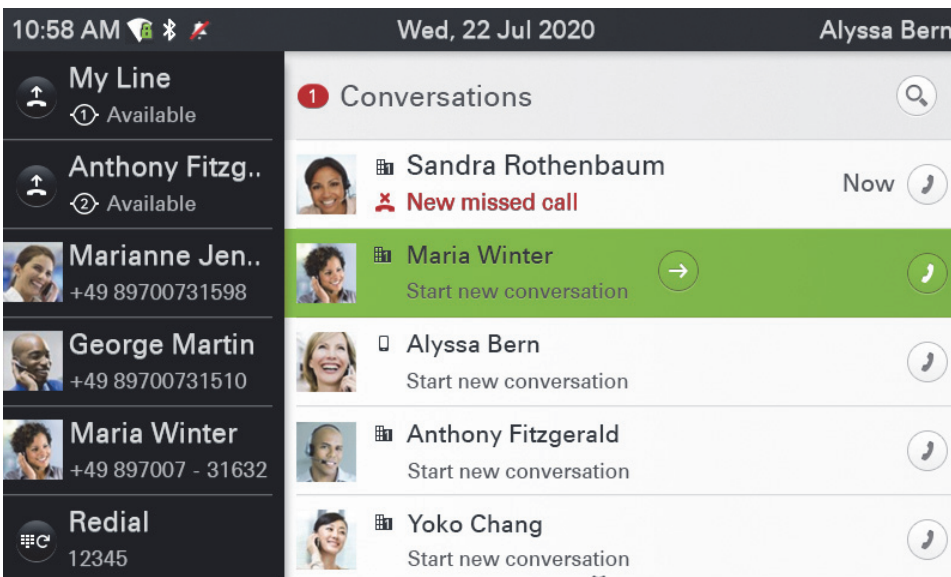 10:58 AM
Wed, 22 Jul 2020
Alyssa Bern
My Line
1 Available
Anthony Fitzg..
2 Available
Marianne Jen..
+49 89700731598
George Martin
+49 89700731510
Maria Winter
+49 897007 - 31632
Redial
12345
1 Conversations
Sandra Rothenbaum
New missed call
Now
Maria Winter
Start new conversation
Alyssa Bern
Start new conversation
Anthony Fitzgerald
Start new conversation
Yoko Chang
Start new conversation